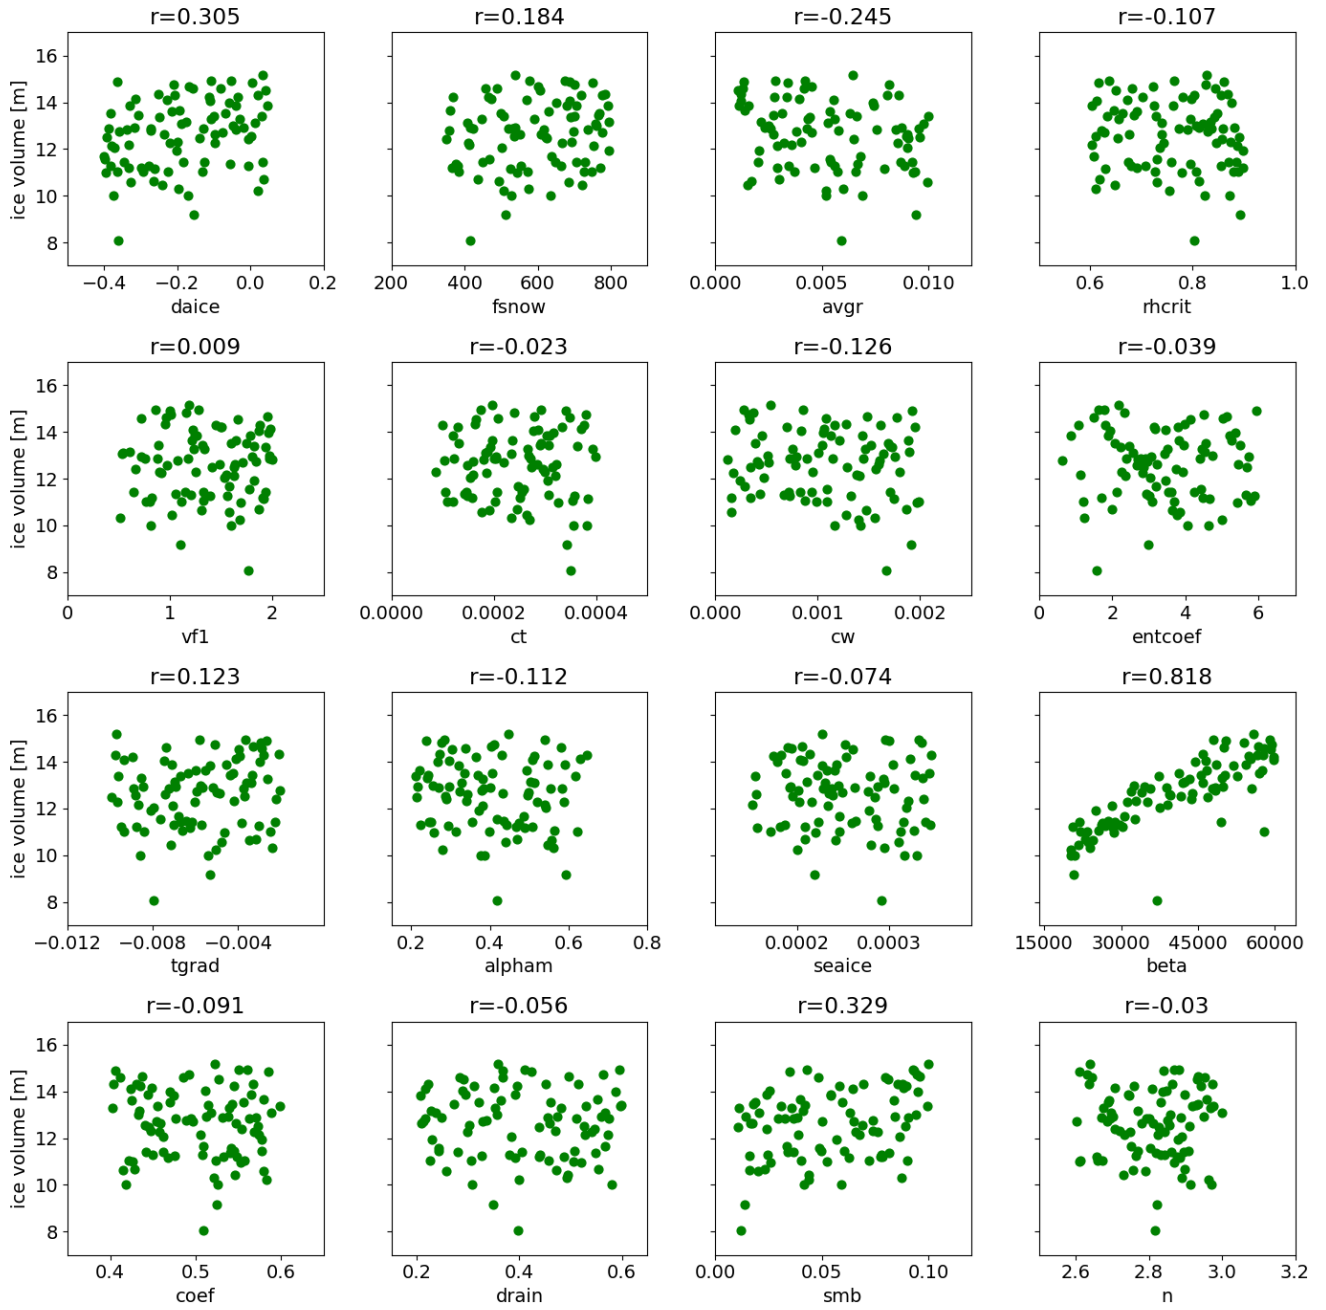 r=0.305 r=0.184 r=-0.245 r=-0.107
16
14
12
10
8
ice volume [m]
−0.4 −0.2 0.0 0.2 200 400 600 800 0.000 0.005 0.010 0.6 0.8 1.0
daice fsnow avgr rhcrit
r=0.009 r=-0.023 r=-0.126 r=-0.039
16
14
12
10
8
ice volume [m]
0 1 2 0.0000 0.0002 0.0004 0.000 0.001 0.002 0 2 4 6
vf1 ct cw entcoef
r=0.123 r=-0.112 r=-0.074 r=0.818
16
14
12
10
8
ice volume [m]
−0.012 −0.008 −0.004 0.2 0.4 0.6 0.8 0.0002 0.0003 15000 30000 45000 60000
tgrad alpham seaice beta
r=-0.091 r=-0.056 r=0.329 r=-0.03
16
14
12
10
8
ice volume [m]
0.4 0.5 0.6 0.2 0.4 0.6 0.00 0.05 0.10 2.6 2.8 3.0 3.2
coef drain smb n